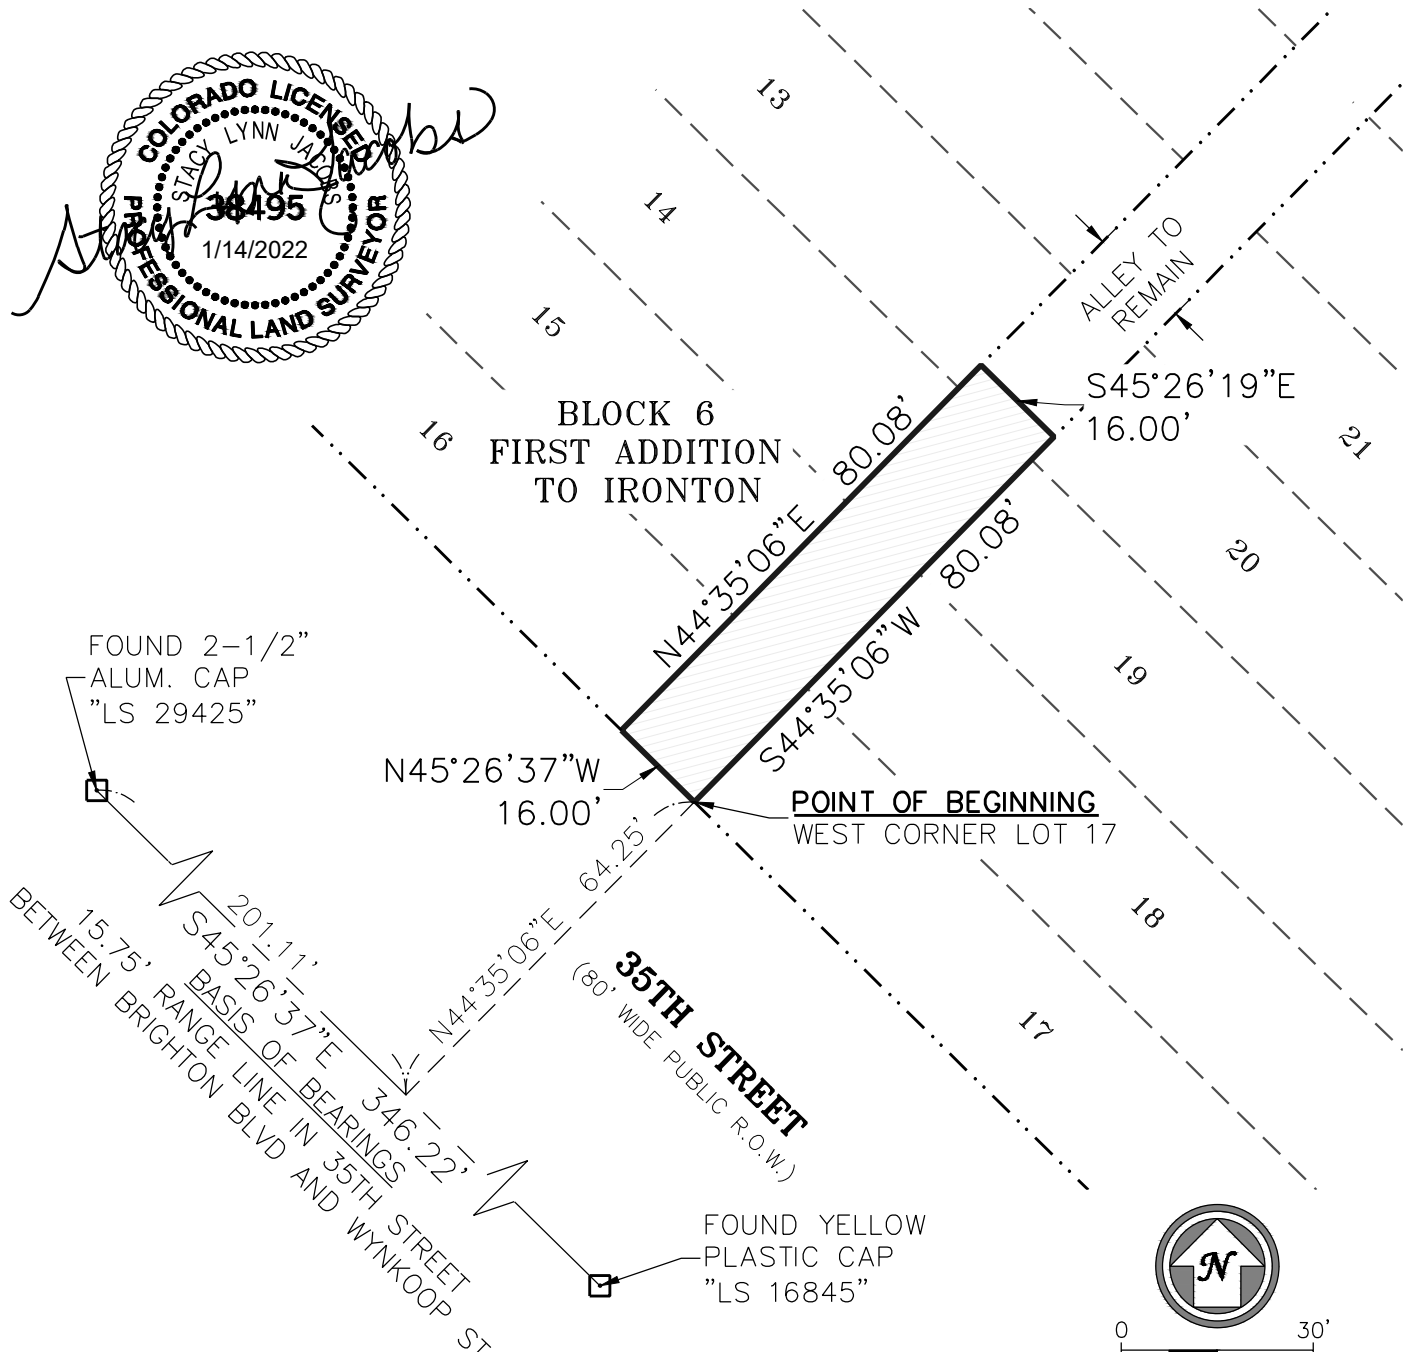 COLORADO LICENSED
STACY LYNN JACOBS
38495
1/14/2022
PROFESSIONAL LAND SURVEYOR
Stacy Lynn Jacobs
13
14
15
16
BLOCK 6
FIRST ADDITION
TO IRONTON
ALLEY TO
REMAIN
S45°26'19"E
16.00'
N44°35'06"E 80.08'
S44°35'06"W 80.08'
21
20
19
18
17
FOUND 2-1/2"
ALUM. CAP
"LS 29425"
N45°26'37"W
16.00'
POINT OF BEGINNING
WEST CORNER LOT 17
N44°35'06"E 64.25'
201.11'
S45°26'37"E 346.22'
BASIS OF BEARINGS
15.75' RANGE LINE IN 35TH STREET
BETWEEN BRIGHTON BLVD AND WYNKOOP ST
35TH STREET
(80' WIDE PUBLIC R.O.W.)
FOUND YELLOW
PLASTIC CAP
"LS 16845"
N
0 30'